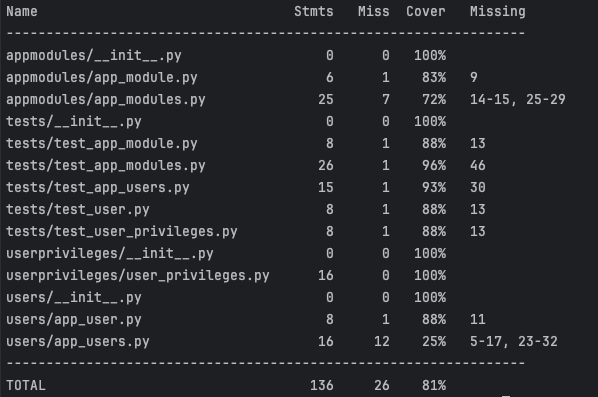 Name                                Stmts   Miss  Cover   Missing
-----------------------------------------------------------------
appmodules/__init__.py                  0      0   100%
appmodules/app_module.py                6      1    83%   9
appmodules/app_modules.py              25      7    72%   14-15, 25-29
tests/__init__.py                       0      0   100%
tests/test_app_module.py                8      1    88%   13
tests/test_app_modules.py              26      1    96%   46
tests/test_app_users.py                15      1    93%   30
tests/test_user.py                      8      1    88%   13
tests/test_user_privileges.py           8      1    88%   13
userprivileges/__init__.py              0      0   100%
userprivileges/user_privileges.py      16      0   100%
users/__init__.py                       0      0   100%
users/app_user.py                       8      1    88%   11
users/app_users.py                     16     12    25%   5-17, 23-32
-----------------------------------------------------------------
TOTAL                                 136     26    81%